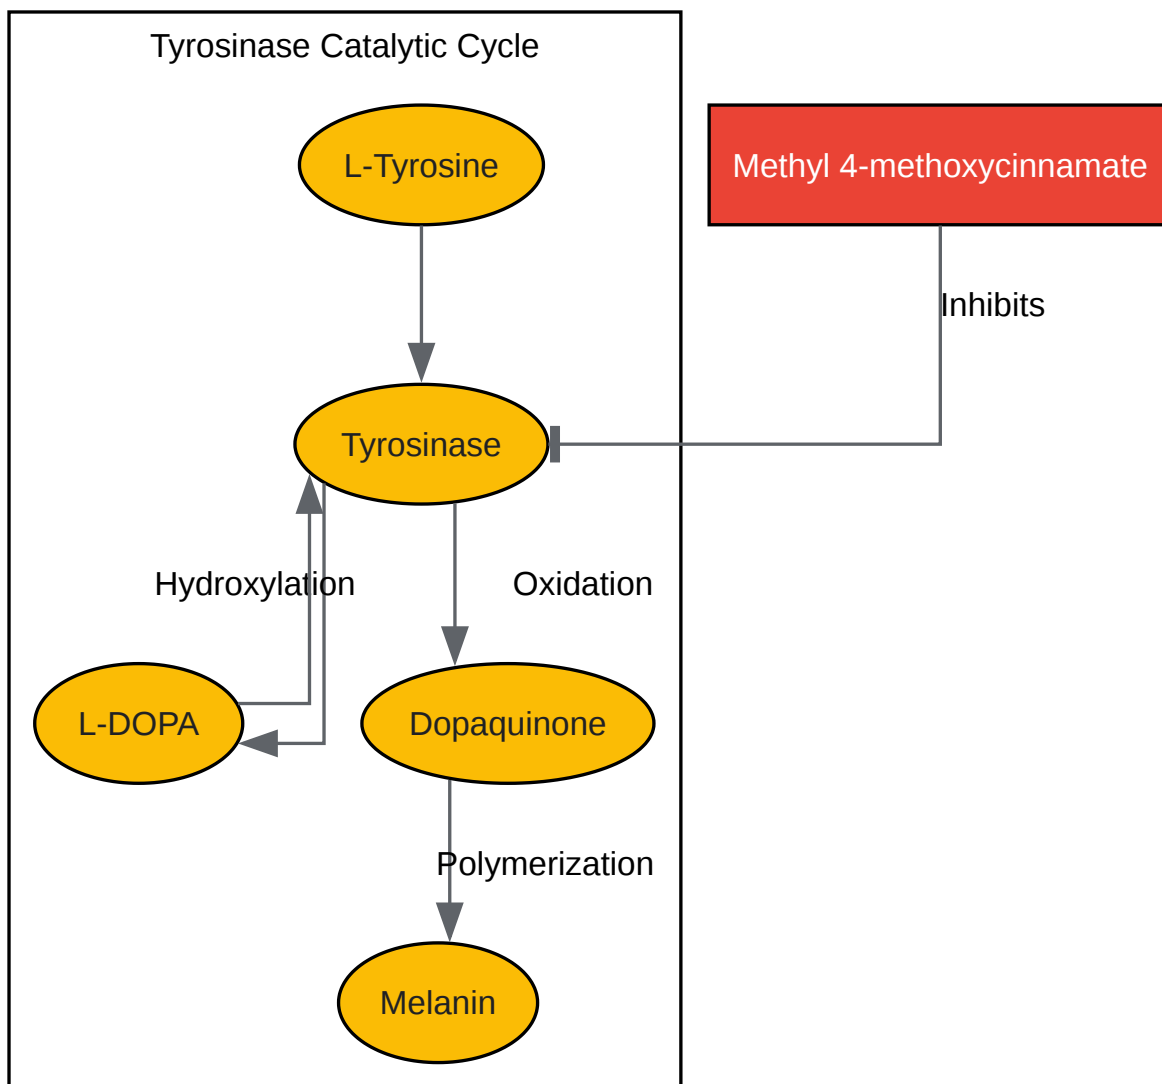 Tyrosinase Catalytic Cycle
L-Tyrosine
Methyl 4-methoxycinnamate
Inhibits
Tyrosinase
Hydroxylation
Oxidation
L-DOPA
Dopaquinone
Polymerization
Melanin